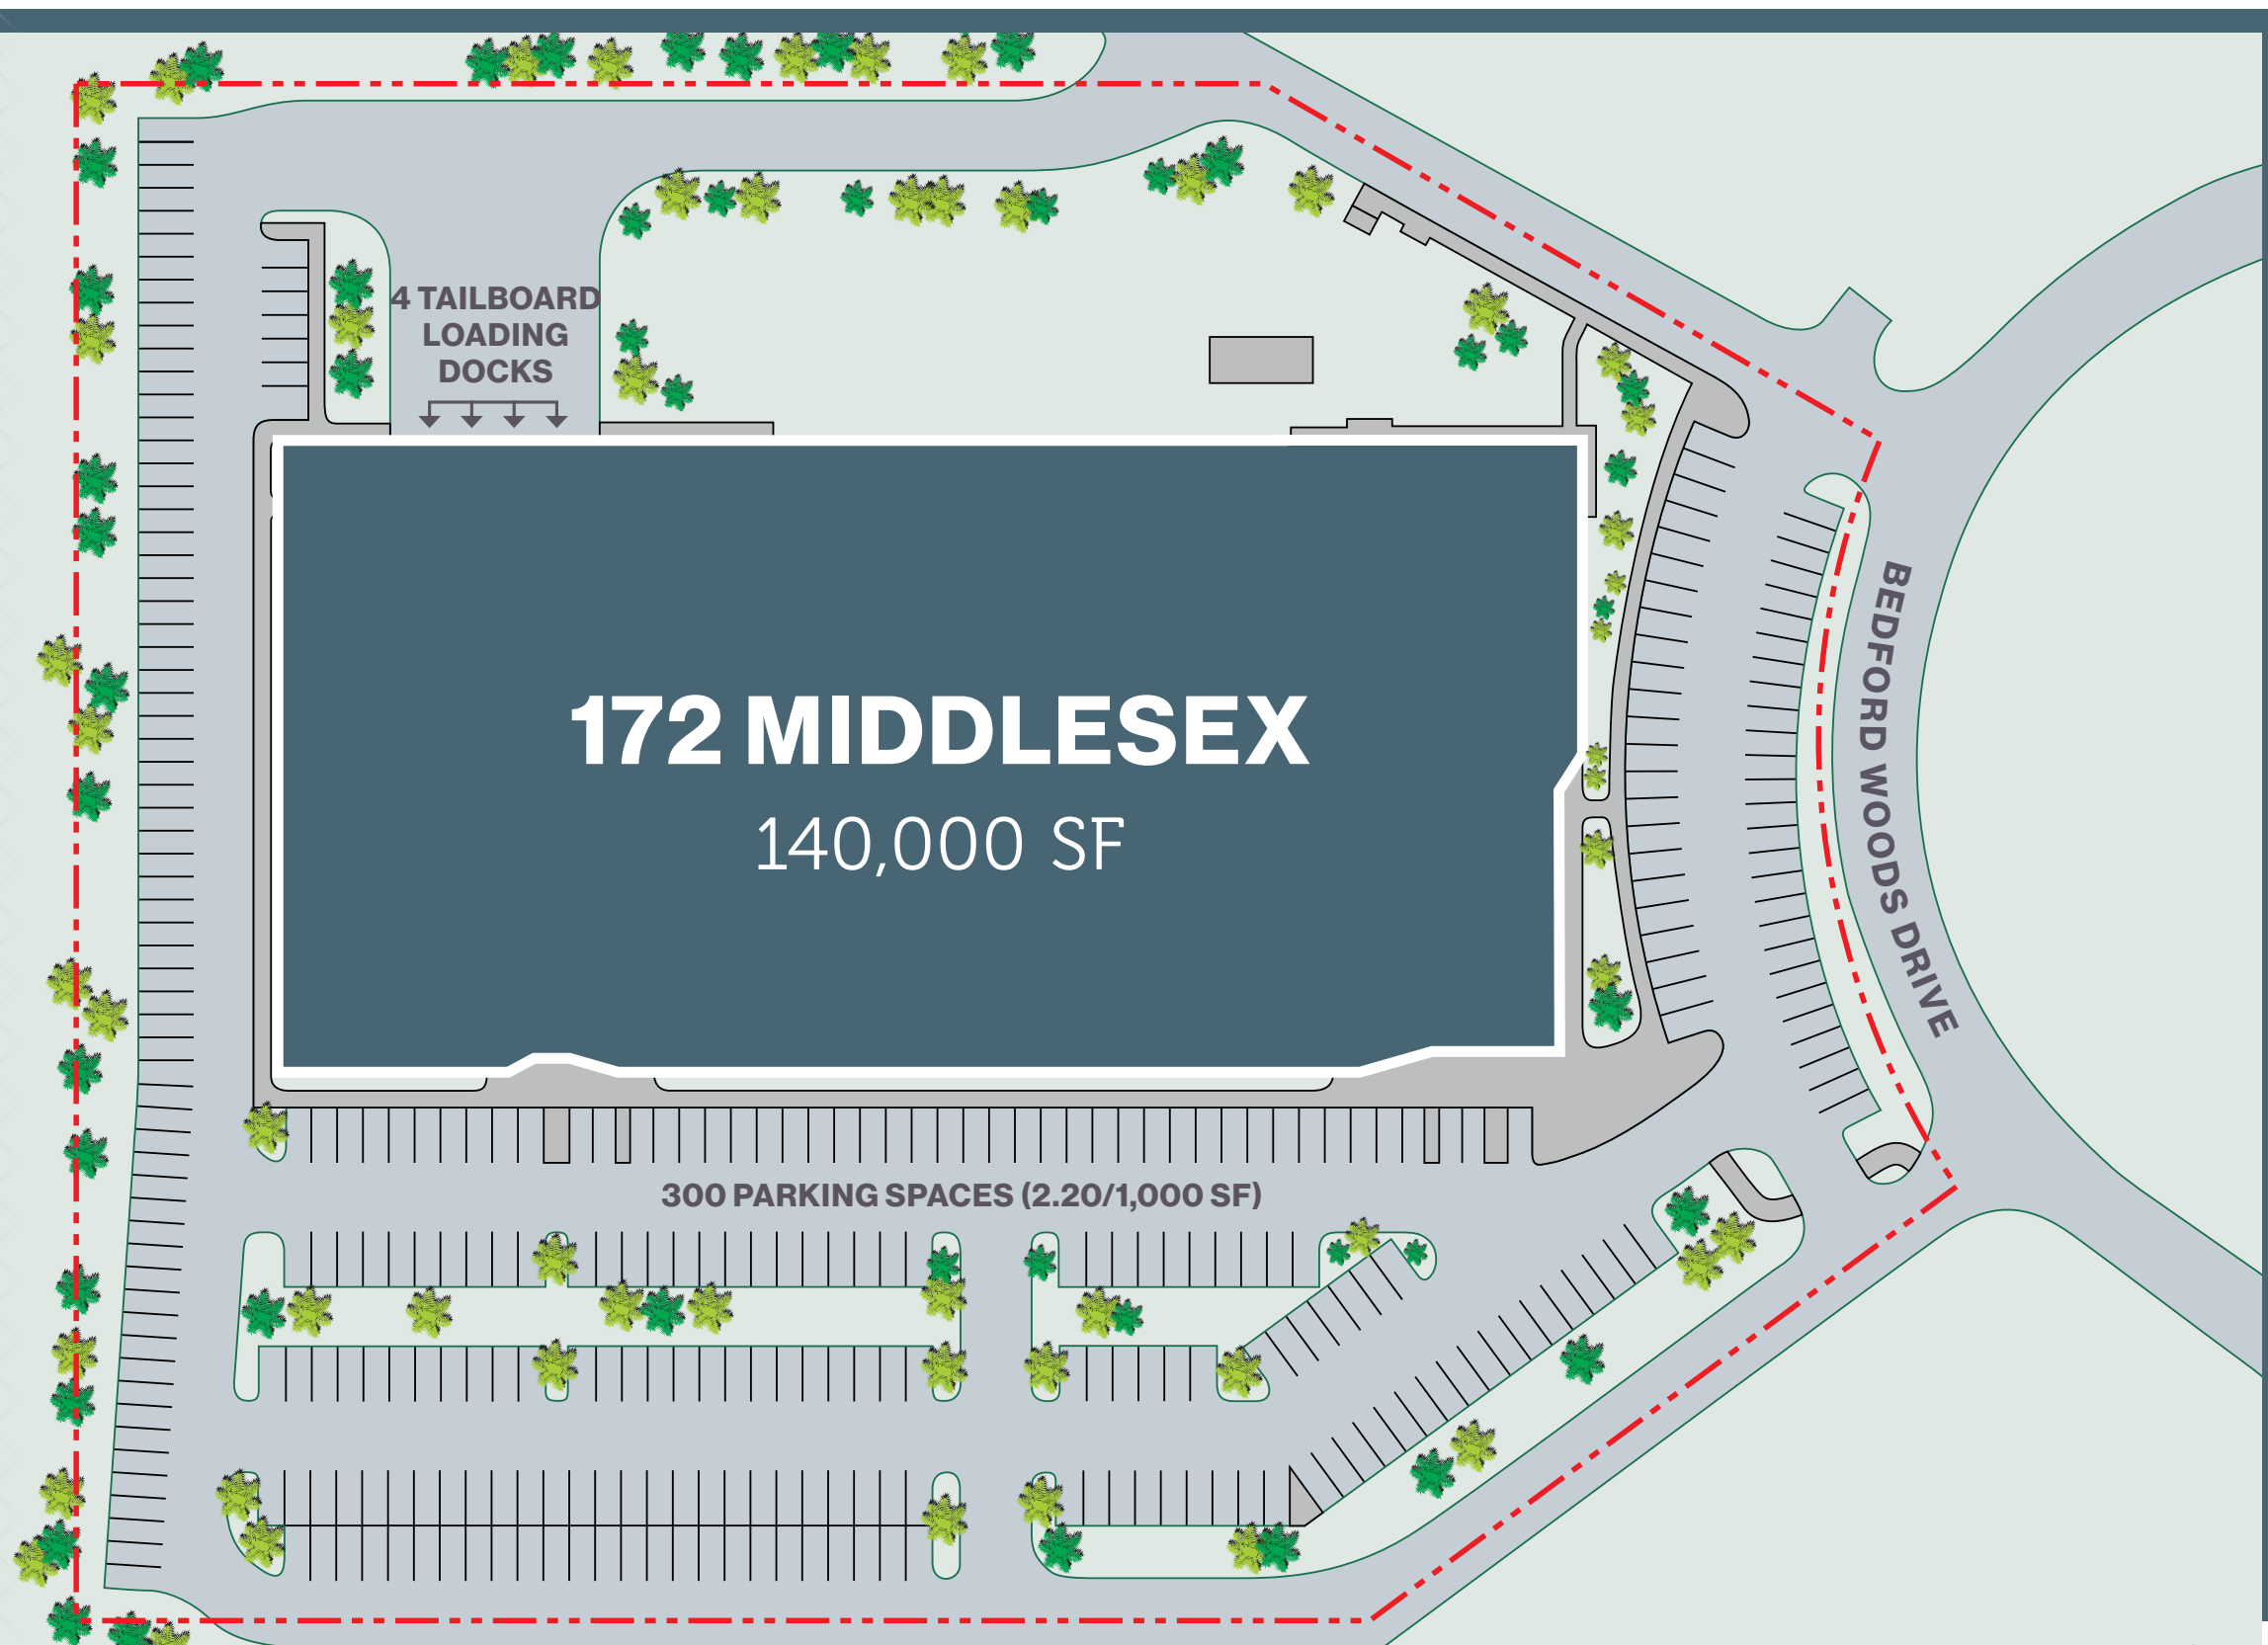 4 TAILBOARD
LOADING
DOCKS
172 MIDDLESEX
140,000 SF
BEDFORD WOODS DRIVE
300 PARKING SPACES (2.20/1,000 SF)